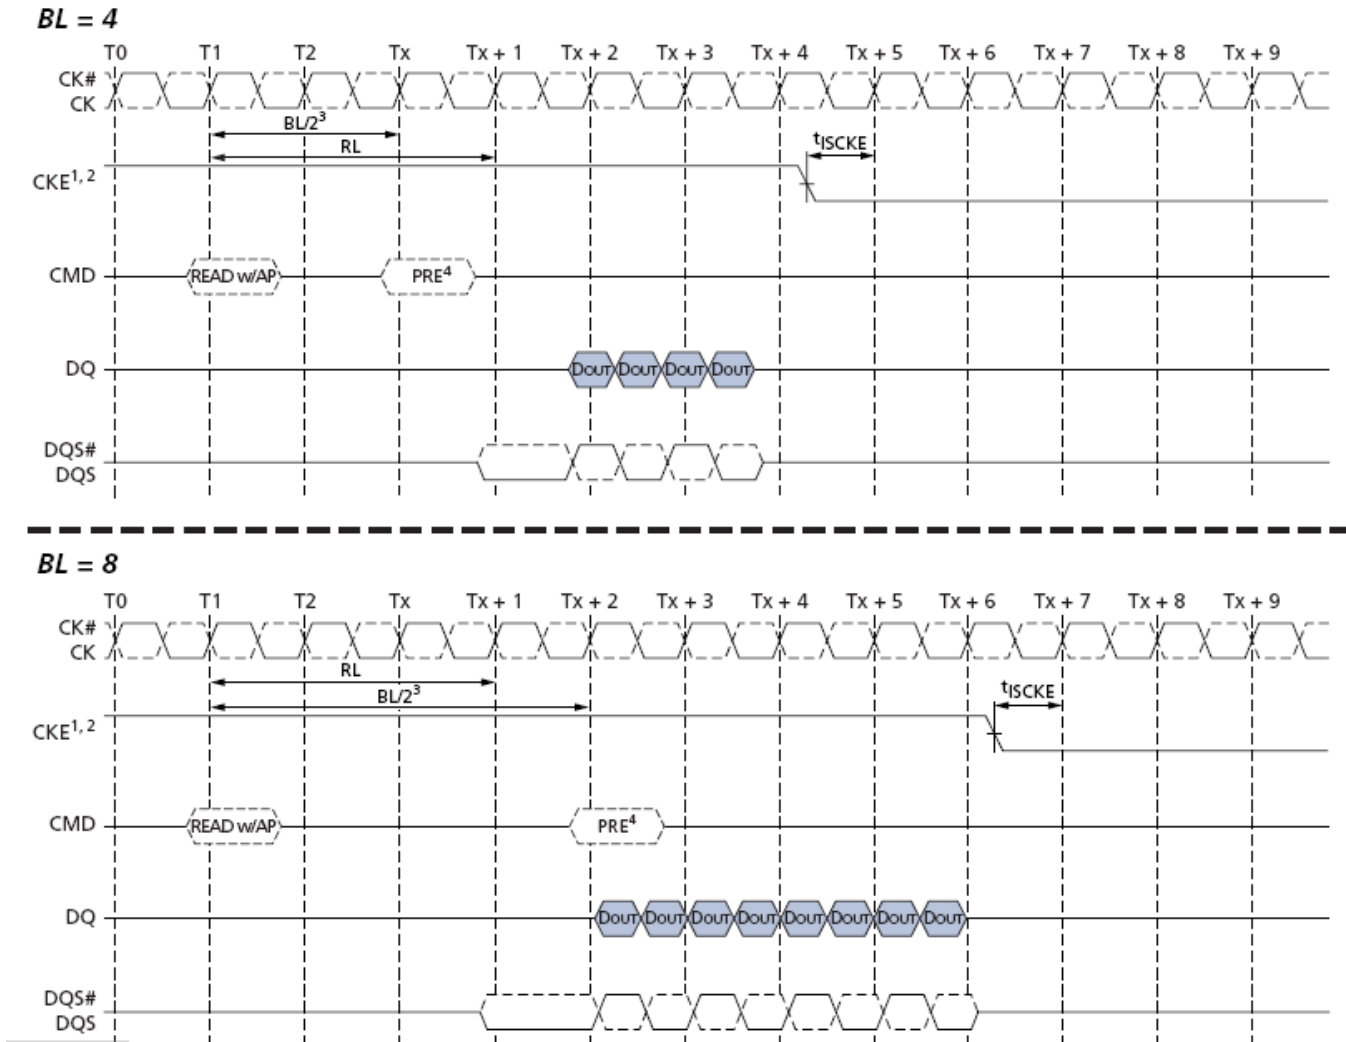 BL = 4
T0 T1 T2 Tx Tx + 1 Tx + 2 Tx + 3 Tx + 4 Tx + 5 Tx + 6 Tx + 7 Tx + 8 Tx + 9
CK#
CK
BL/2³
RL
tISCKE
CKE¹,²
CMD READ w/AP PRE⁴
DQ DOUT DOUT DOUT DOUT
DQS#
DQS
BL = 8
T0 T1 T2 Tx Tx + 1 Tx + 2 Tx + 3 Tx + 4 Tx + 5 Tx + 6 Tx + 7 Tx + 8 Tx + 9
CK#
CK
RL
BL/2³
tISCKE
CKE¹,²
CMD READ w/AP PRE⁴
DQ DOUT DOUT DOUT DOUT DOUT DOUT DOUT DOUT
DQS#
DQS